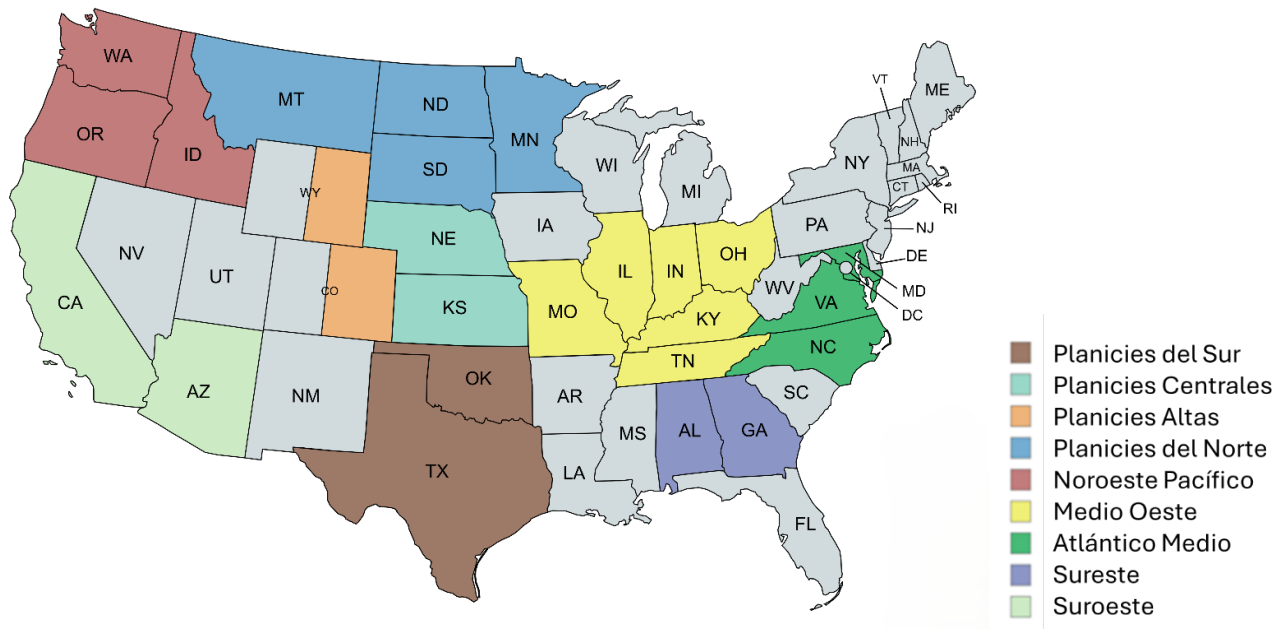 WA
MT
ND
MN
OR
ID
SD
WI
MI
VT
ME
NH
NY
MA
CT
RI
WY
NE
IA
PA
NJ
NV
UT
CO
IL
IN
OH
DE
CA
KS
MO
WV
VA
MD
KY
DC
TN
NC
AZ
NM
OK
AR
SC
MS
AL
GA
TX
LA
FL
Planicies del Sur
Planicies Centrales
Planicies Altas
Planicies del Norte
Noroeste Pacífico
Medio Oeste
Atlántico Medio
Sureste
Suroeste